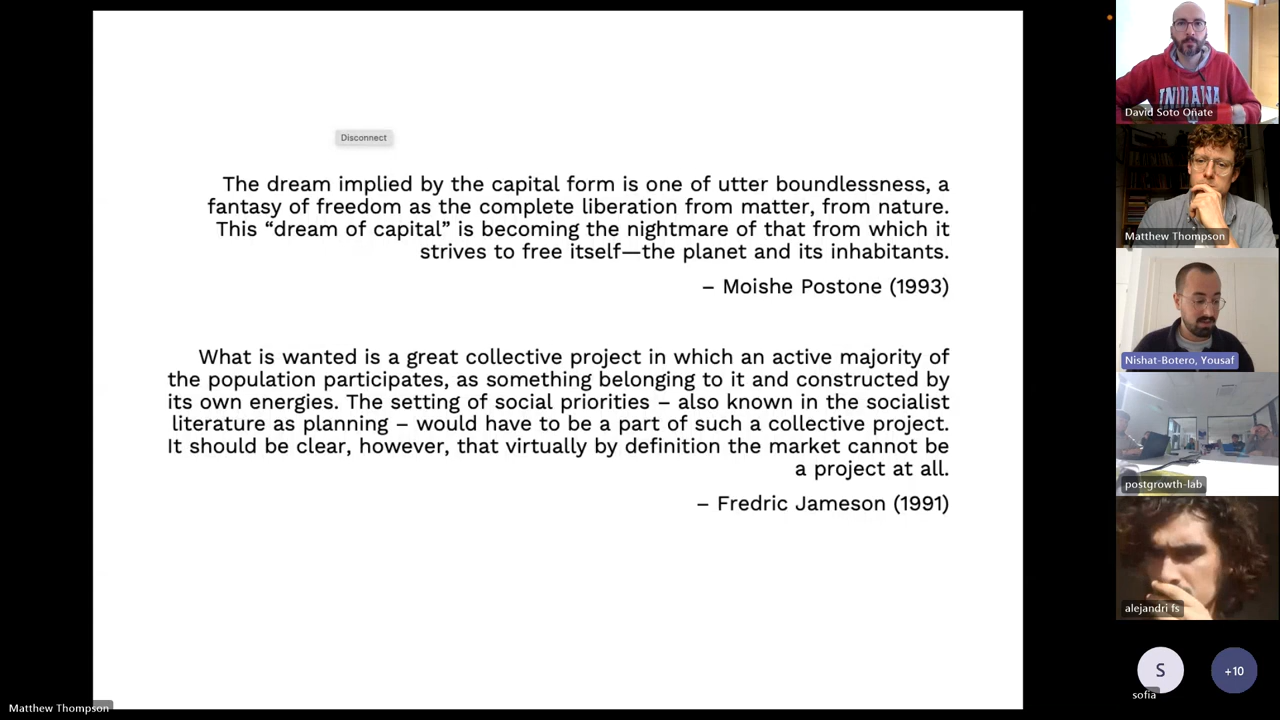 Disconnect
The dream implied by the capital form is one of utter boundlessness, a
fantasy of freedom as the complete liberation from matter, from nature.
This “dream of capital” is becoming the nightmare of that from which it
strives to free itself—the planet and its inhabitants.
– Moishe Postone (1993)
What is wanted is a great collective project in which an active majority of
the population participates, as something belonging to it and constructed by
its own energies. The setting of social priorities – also known in the socialist
literature as planning – would have to be a part of such a collective project.
It should be clear, however, that virtually by definition the market cannot be
a project at all.
– Fredric Jameson (1991)
Matthew Thompson
INDIANA
David Soto Oñate
Matthew Thompson
Nishat-Botero, Yousaf
postgrowth-lab
alejandri fs
S
sofia
+10